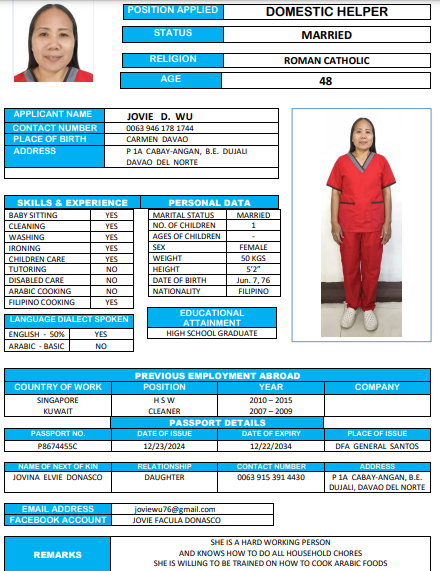 POSITION APPLIED DOMESTIC HELPER
STATUS MARRIED
RELIGION ROMAN CATHOLIC
AGE 48
APPLICANT NAME JOVIE D. WU
CONTACT NUMBER 0063 946 178 1744
PLACE OF BIRTH CARMEN DAVAO
ADDRESS P 1A CABAY-ANGAN, B.E. DUJALI
DAVAO DEL NORTE
SKILLS & EXPERIENCE
BABY SITTING YES
CLEANING YES
WASHING YES
IRONING YES
CHILDREN CARE YES
TUTORING NO
DISABLED CARE NO
ARABIC COOKING NO
FILIPINO COOKING YES
PERSONAL DATA
MARITAL STATUS MARRIED
NO. OF CHILDREN 1
AGES OF CHILDREN -
SEX FEMALE
WEIGHT 50 KGS
HEIGHT 5'2"
DATE OF BIRTH Jun. 7, 76
NATIONALITY FILIPINO
LANGUAGE DIALECT SPOKEN
ENGLISH - 50% YES
ARABIC - BASIC NO
EDUCATIONAL
ATTAINMENT
HIGH SCHOOL GRADUATE
PREVIOUS EMPLOYMENT ABROAD
COUNTRY OF WORK POSITION YEAR COMPANY
SINGAPORE H S W 2010 – 2015
KUWAIT CLEANER 2007 – 2009
PASSPORT DETAILS
PASSPORT NO. DATE OF ISSUE DATE OF EXPIRY PLACE OF ISSUE
P8674455C 12/23/2024 12/22/2034 DFA GENERAL SANTOS
NAME OF NEXT OF KIN RELATIONSHIP CONTACT NUMBER ADDRESS
JOVINA ELVIE DONASCO DAUGHTER 0063 915 391 4430 P 1A CABAY-ANGAN, B.E.
DUJALI, DAVAO DEL NORTE
EMAIL ADDRESS joviewu76@gmail.com
FACEBOOK ACCOUNT JOVIE FACULA DONASCO
REMARKS
SHE IS A HARD WORKING PERSON
AND KNOWS HOW TO DO ALL HOUSEHOLD CHORES
SHE IS WILLING TO BE TRAINED ON HOW TO COOK ARABIC FOODS